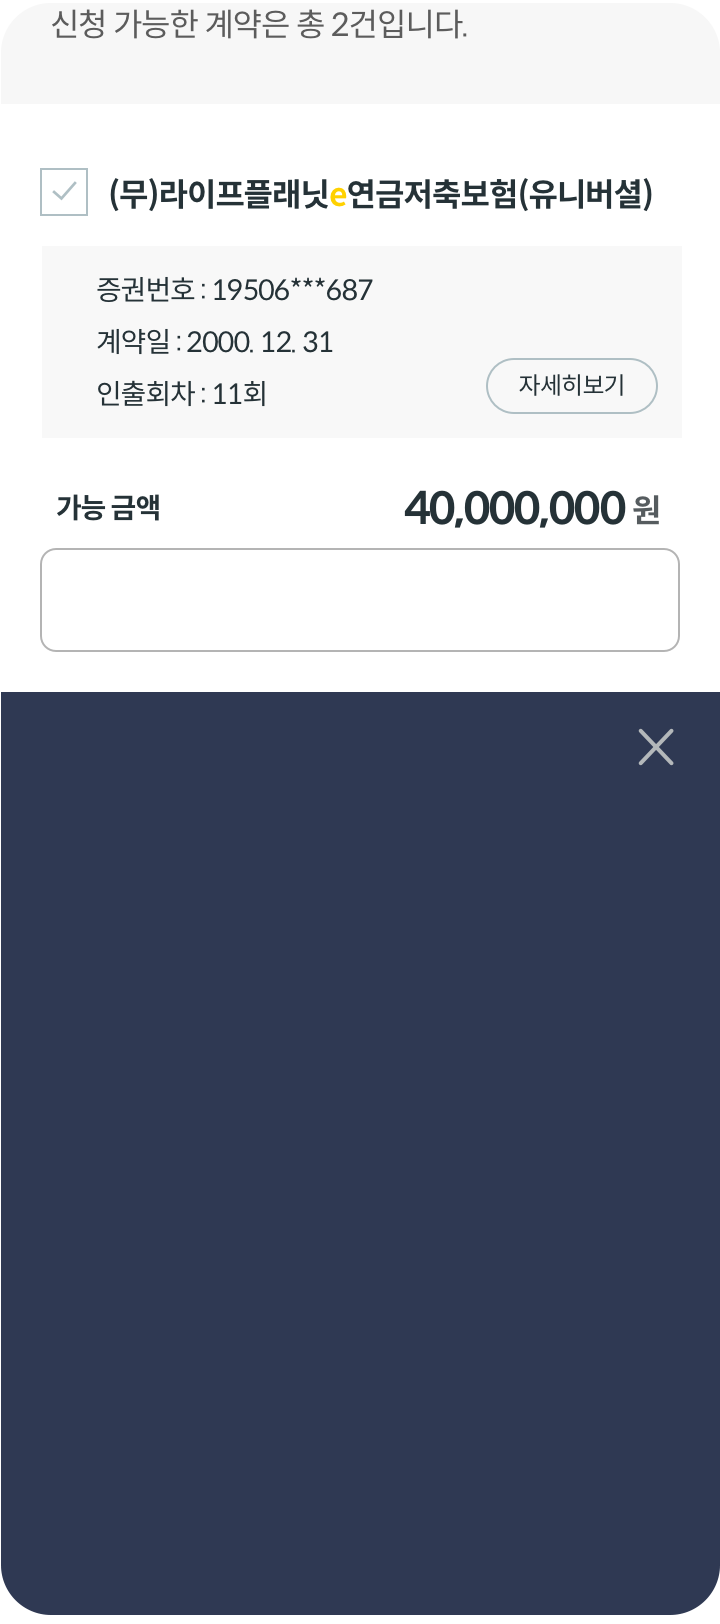 신청 가능한 계약은 총 2건입니다.
(무)라이프플래닛e연금저축보험(유니버셜)
증권번호 : 19506***687
계약일 : 2000. 12. 31
인출회차 : 11회
자세히보기
가능 금액 40,000,000 원